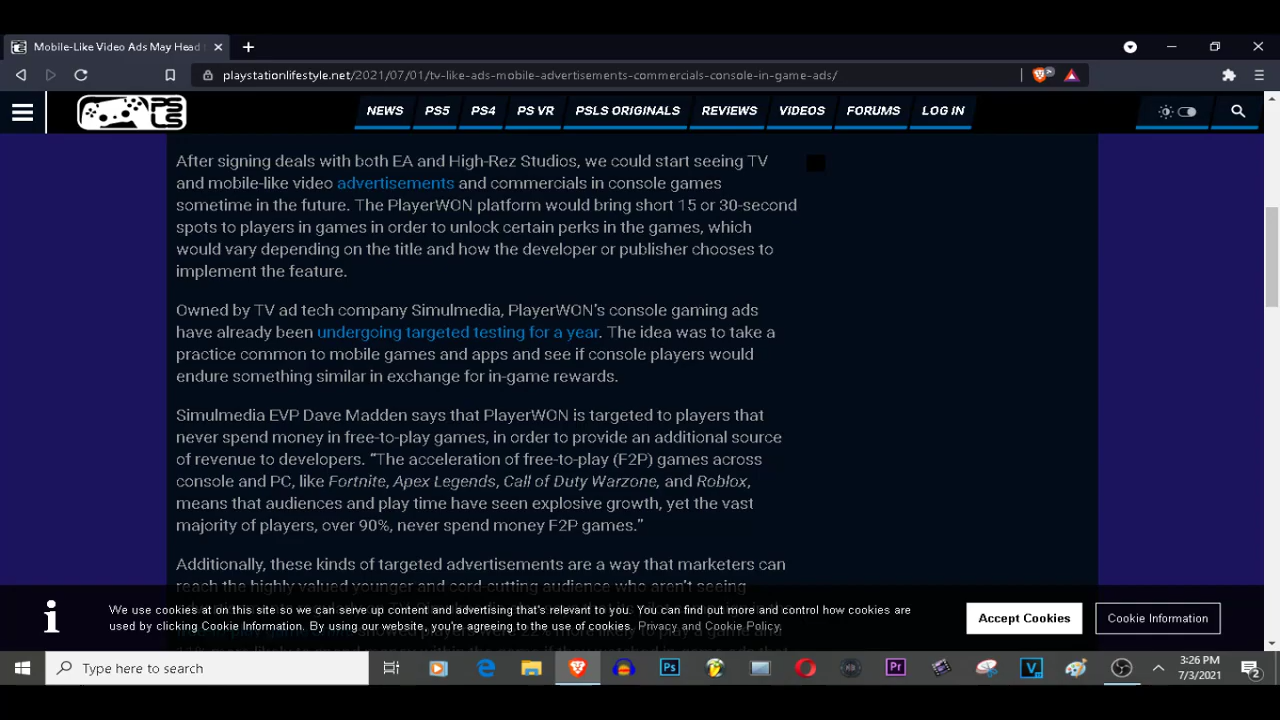 Mobile-Like Video Ads May Head
playstationlifestyle.net/2021/07/01/tv-like-ads-mobile-advertisements-commercials-console-in-game-ads/
PS
LS
NEWS PS5 PS4 PS VR PSLS ORIGINALS REVIEWS VIDEOS FORUMS LOG IN
After signing deals with both EA and High-Rez Studios, we could start seeing TV
and mobile-like video advertisements and commercials in console games
sometime in the future. The PlayerWON platform would bring short 15 or 30-second
spots to players in games in order to unlock certain perks in the games, which
would vary depending on the title and how the developer or publisher chooses to
implement the feature.
Owned by TV ad tech company Simulmedia, PlayerWON's console gaming ads
have already been undergoing targeted testing for a year. The idea was to take a
practice common to mobile games and apps and see if console players would
endure something similar in exchange for in-game rewards.
Simulmedia EVP Dave Madden says that PlayerWON is targeted to players that
never spend money in free-to-play games, in order to provide an additional source
of revenue to developers. “The acceleration of free-to-play (F2P) games across
console and PC, like Fortnite, Apex Legends, Call of Duty Warzone, and Roblox,
means that audiences and play time have seen explosive growth, yet the vast
majority of players, over 90%, never spend money F2P games.”
Additionally, these kinds of targeted advertisements are a way that marketers can
reach the highly valued younger and cord-cutting audience who aren't seeing
We use cookies at on this site so we can serve up content and advertising that's relevant to you. You can find out more and control how cookies are
used by clicking Cookie Information. By using our website, you're agreeing to the use of cookies. Privacy and Cookie Policy.
Accept Cookies
Cookie Information
showed players were 22% more likely to play a game and
Type here to search
Ps
Pr
V
3:26 PM
7/3/2021
2